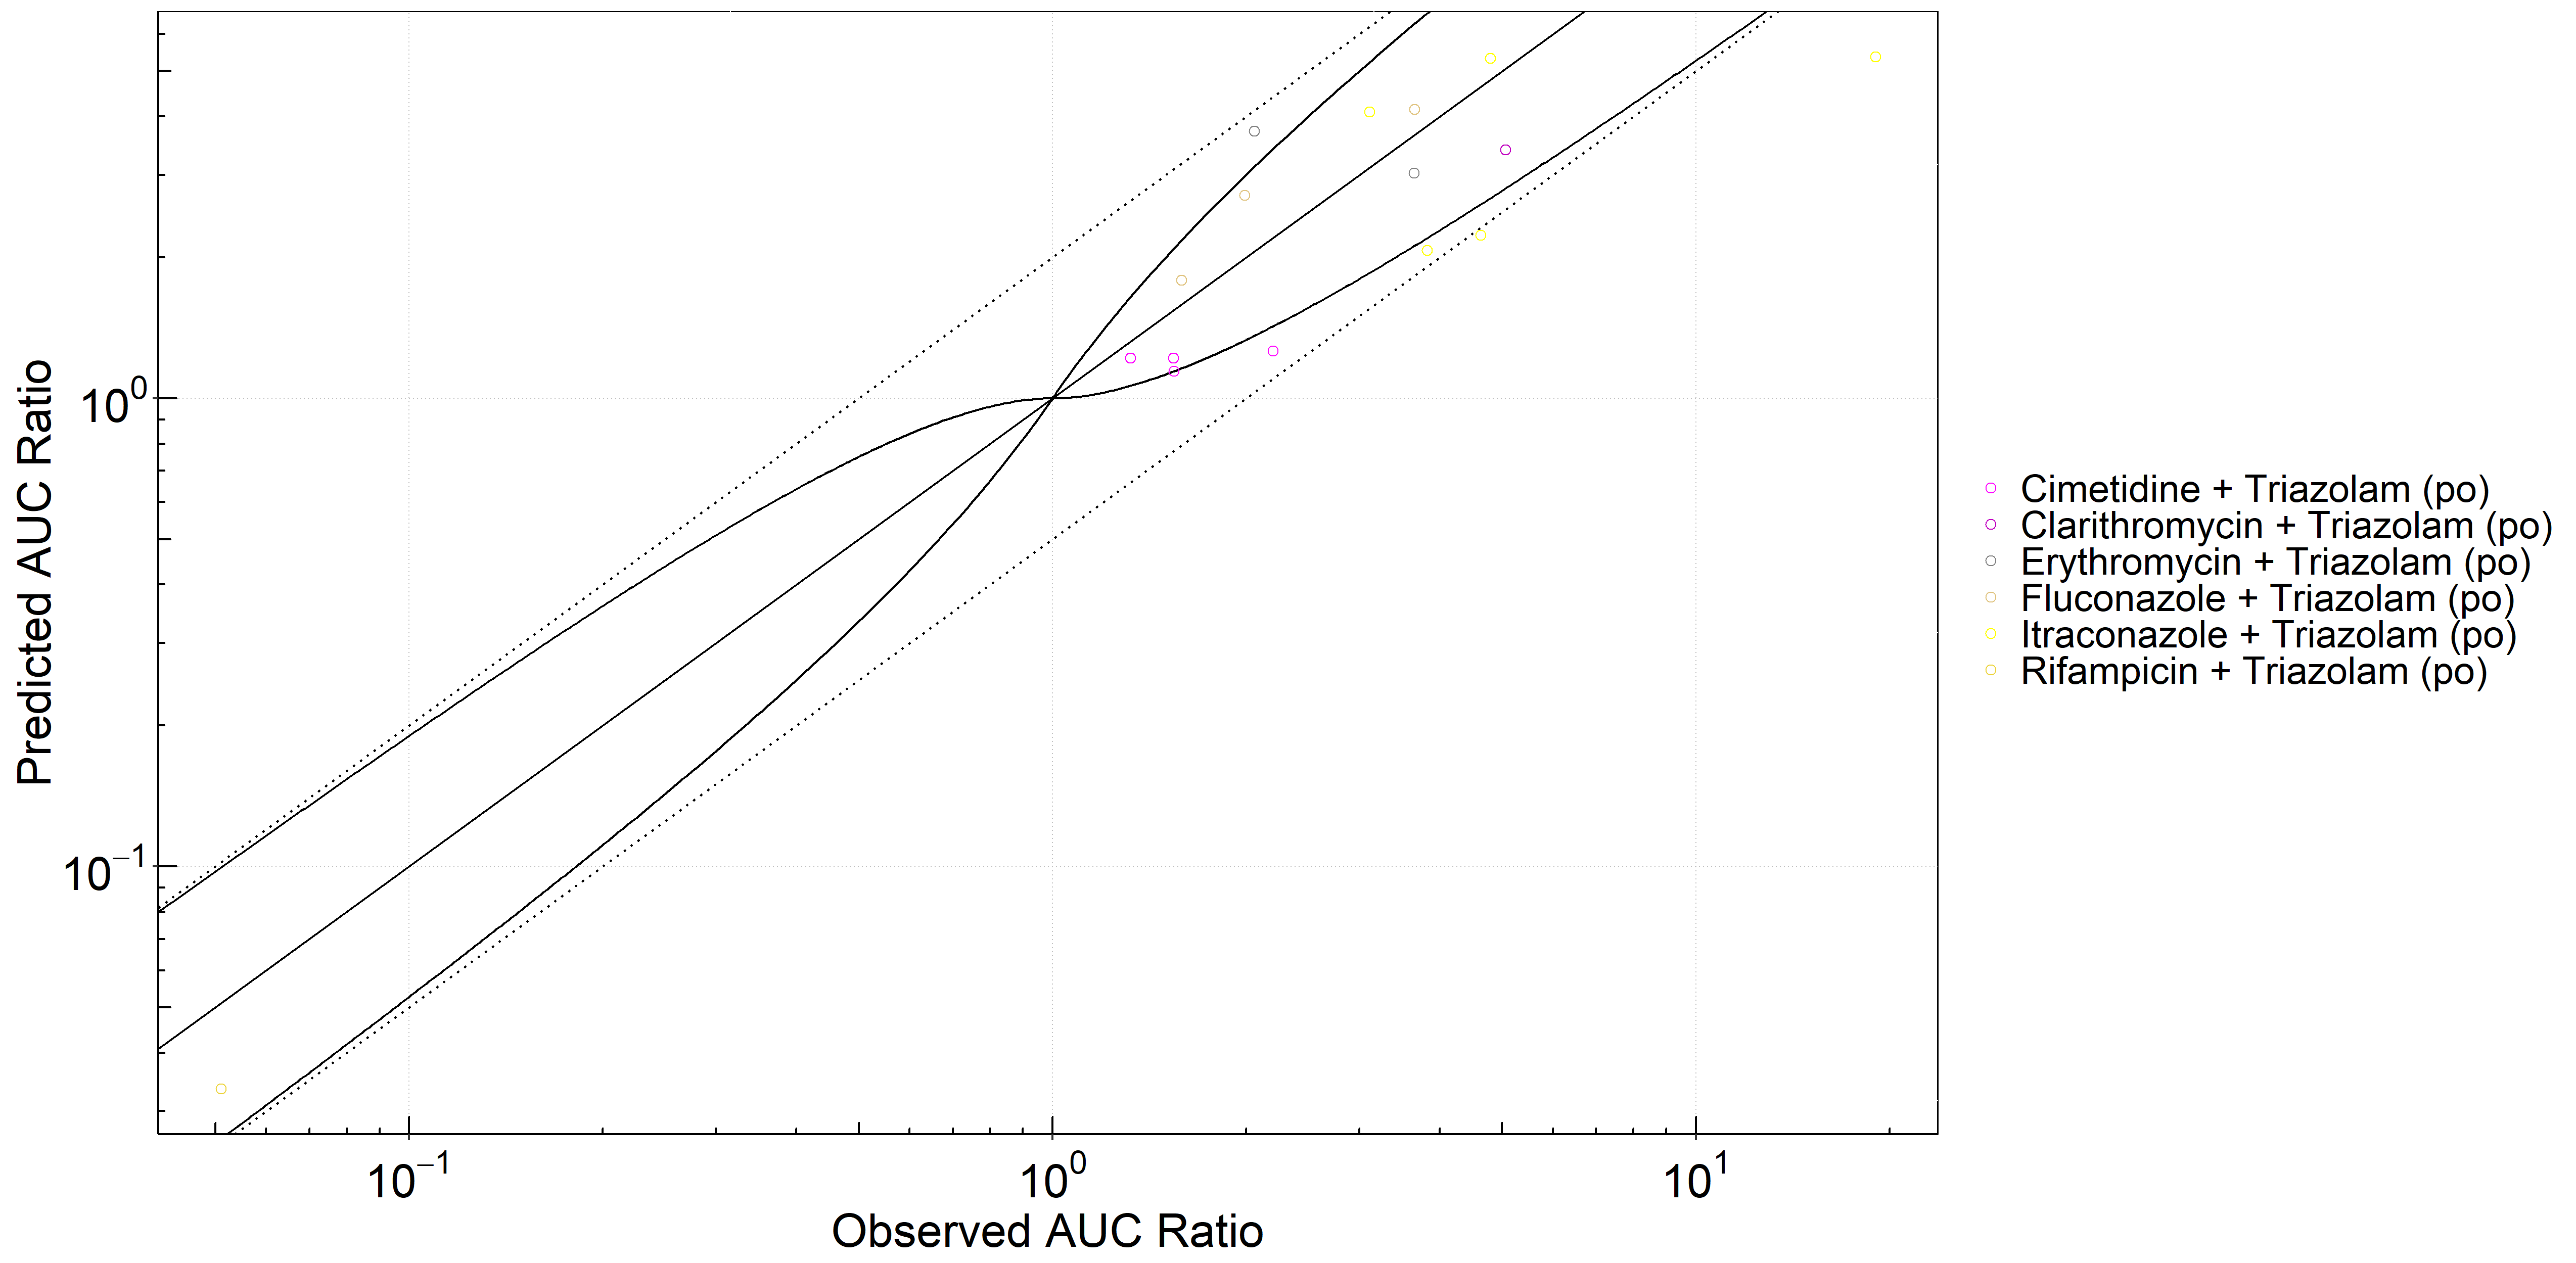 Predicted AUC Ratio
10⁰
10⁻¹
10⁻¹
10⁰
10¹
Observed AUC Ratio
Cimetidine + Triazolam (po)
Clarithromycin + Triazolam (po)
Erythromycin + Triazolam (po)
Fluconazole + Triazolam (po)
Itraconazole + Triazolam (po)
Rifampicin + Triazolam (po)